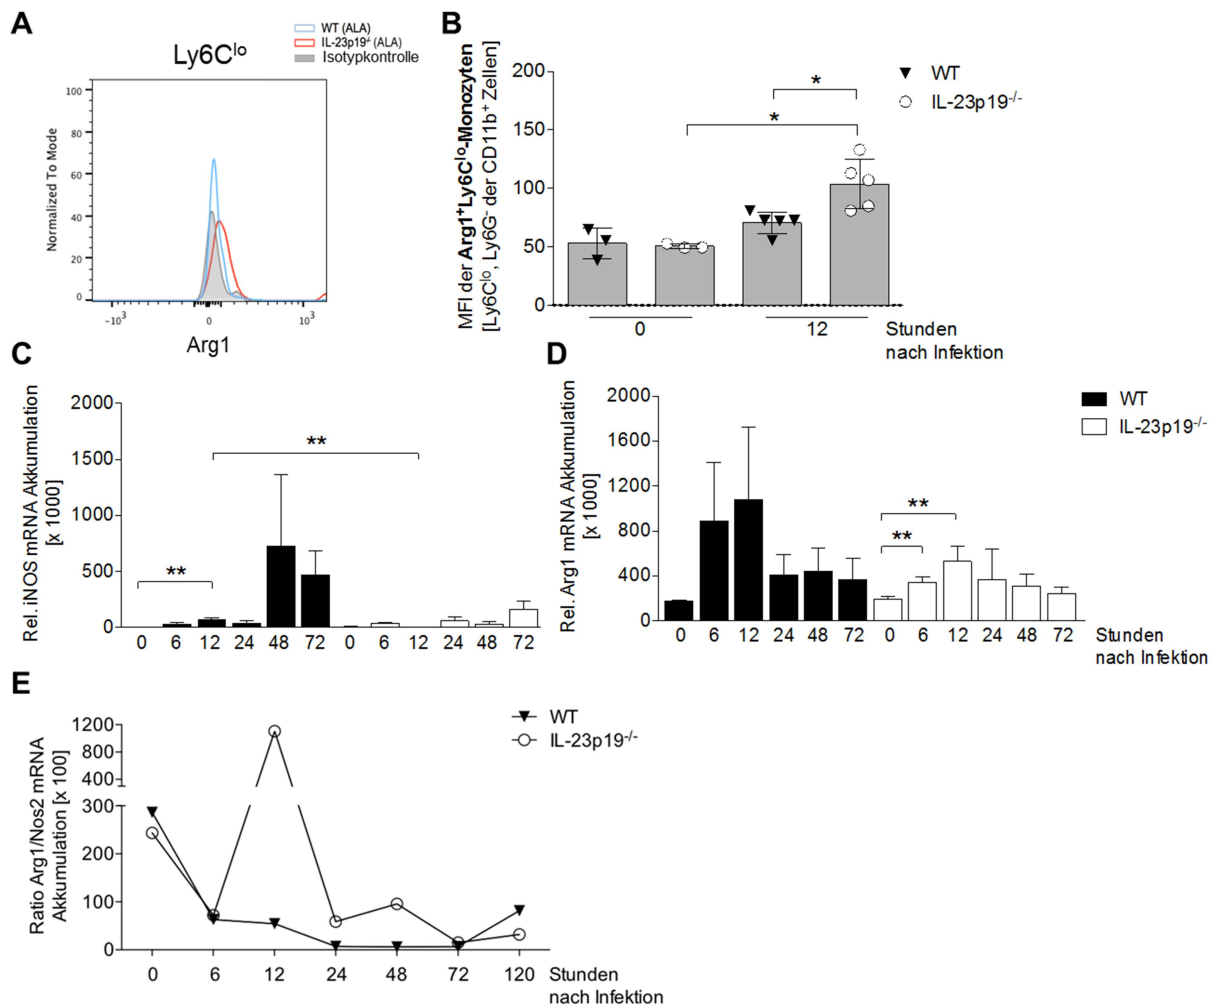 A
Ly6C^lo
WT (ALA)
IL-23p19^-/- (ALA)
Isotypkontrolle
Normalized To Mode
100
80
60
40
20
0
-10^3
0
10^3
Arg1
B
MFI der Arg1^+Ly6C^lo-Monozyten
[Ly6C^lo, Ly6G^- der CD11b^+ Zellen]
200
150
100
50
0
*
*
WT
IL-23p19^-/-
0
12
Stunden
nach Infektion
C
Rel. iNOS mRNA Akkumulation
[x 1000]
2000
1500
1000
500
0
**
**
0 6 12 24 48 72 0 6 12 24 48 72
D
Rel. Arg1 mRNA Akkumulation
[x 1000]
2000
1600
1200
800
400
0
**
**
WT
IL-23p19^-/-
0 6 12 24 48 72 0 6 12 24 48 72
Stunden
nach Infektion
E
Ratio Arg1/Nos2 mRNA
Akkumulation [x 100]
1200
800
400
300
200
100
0
WT
IL-23p19^-/-
0 6 12 24 48 72 120
Stunden
nach Infektion